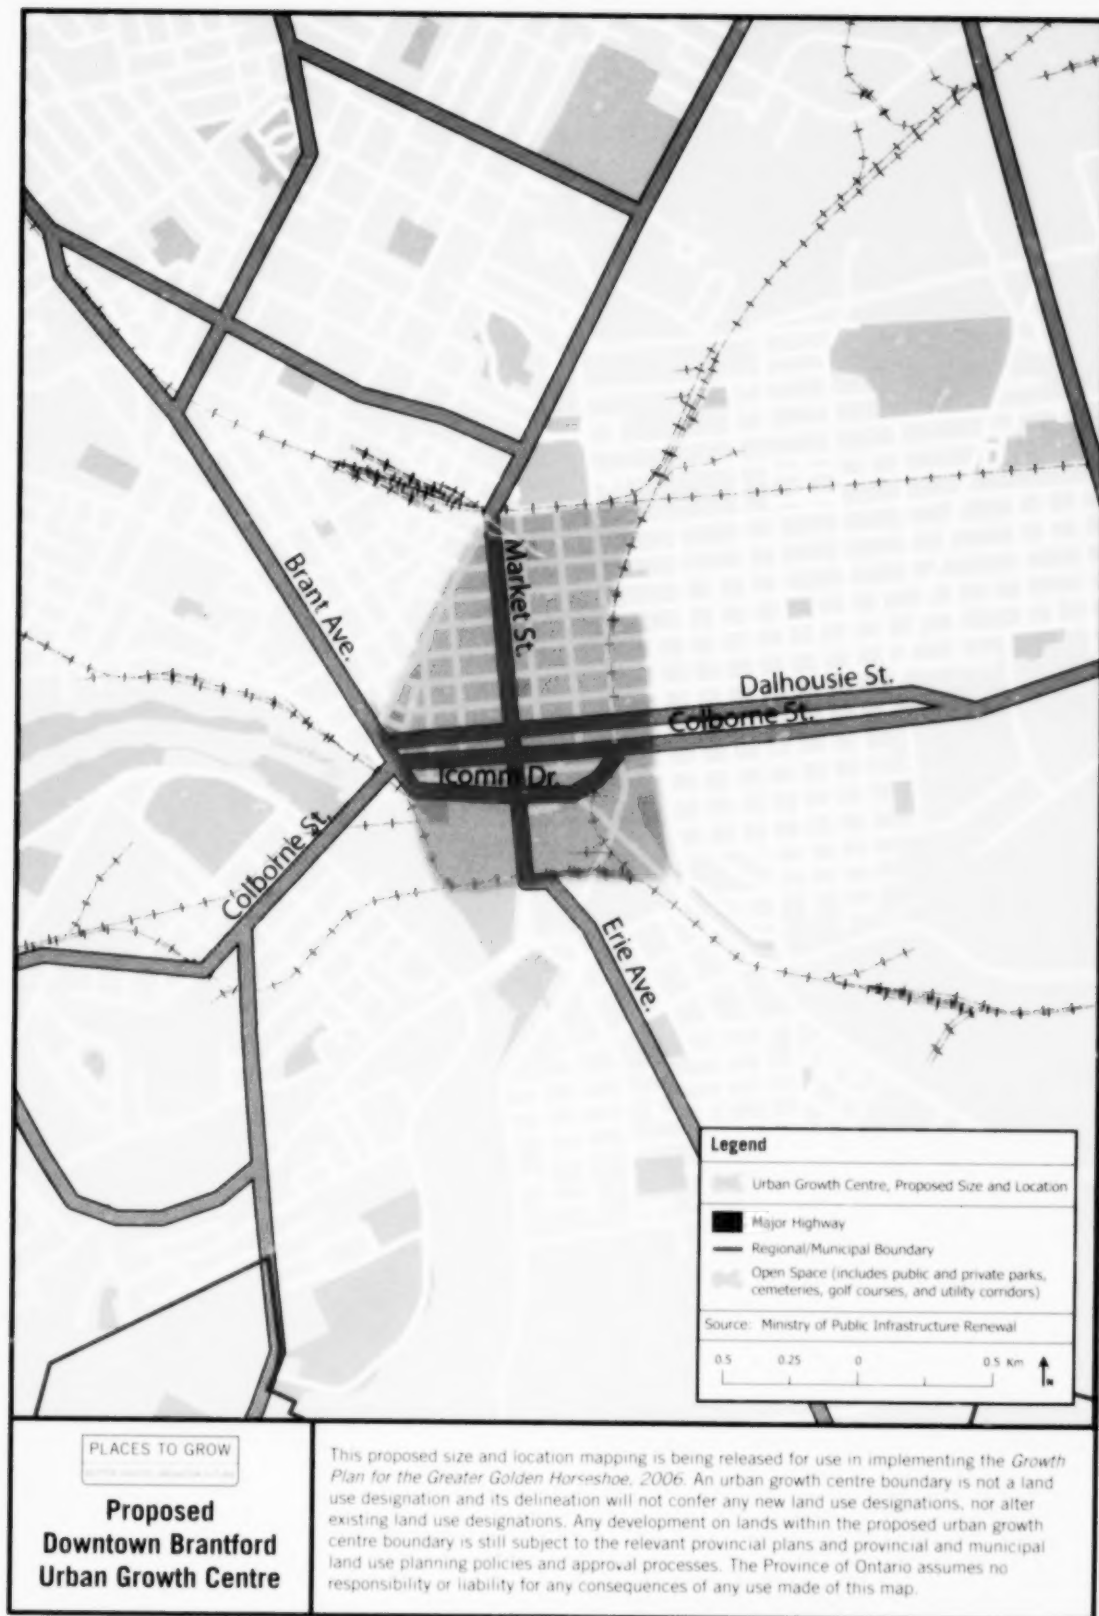 Market St.
Brant Ave.
Dalhousie St.
Colborne St.
Icomm Dr.
Colborne St.
Erie Ave.
Legend
Urban Growth Centre, Proposed Size and Location
Major Highway
Regional/Municipal Boundary
Open Space (includes public and private parks,
cemeteries, golf courses, and utility corridors)
Source: Ministry of Public Infrastructure Renewal
0.5 0.25 0 0.5 Km
N
PLACES TO GROW
Proposed
Downtown Brantford
Urban Growth Centre
This proposed size and location mapping is being released for use in implementing the Growth
Plan for the Greater Golden Horseshoe, 2006. An urban growth centre boundary is not a land
use designation and its delineation will not confer any new land use designations, nor alter
existing land use designations. Any development on lands within the proposed urban growth
centre boundary is still subject to the relevant provincial plans and provincial and municipal
land use planning policies and approval processes. The Province of Ontario assumes no
responsibility or liability for any consequences of any use made of this map.